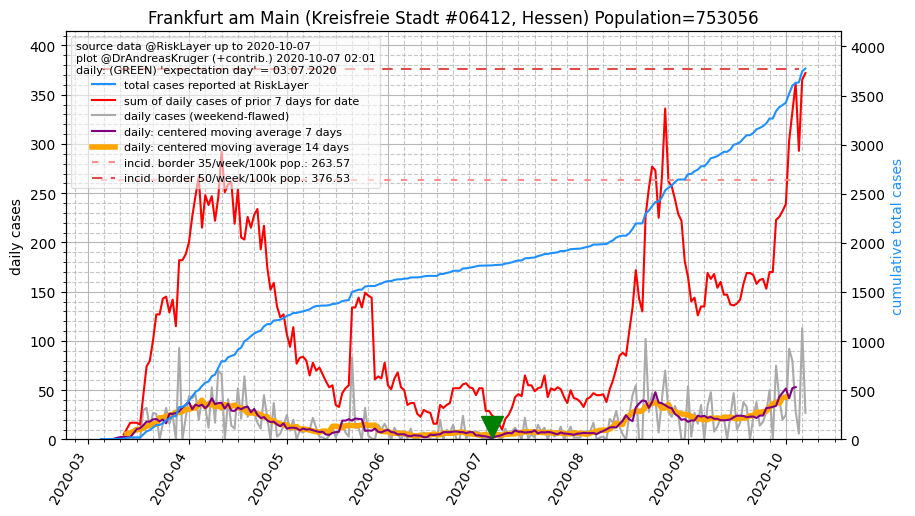 Frankfurt am Main (Kreisfreie Stadt #06412, Hessen) Population=753056
source data @RiskLayer up to 2020-10-07
plot @DrAndreasKruger (+contrib.) 2020-10-07 02:01
daily: (GREEN) 'expectation day' = 03.07.2020
total cases reported at RiskLayer
sum of daily cases of prior 7 days for date
daily cases (weekend-flawed)
daily: centered moving average 7 days
daily: centered moving average 14 days
incid. border 35/week/100k pop.: 263.57
incid. border 50/week/100k pop.: 376.53
daily cases
400
350
300
250
200
150
100
50
0
cumulative total cases
4000
3500
3000
2500
2000
1500
1000
500
0
2020-03
2020-04
2020-05
2020-06
2020-07
2020-08
2020-09
2020-10